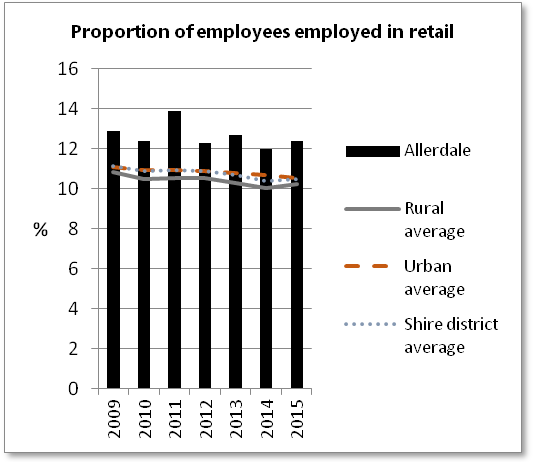 Proportion of employees employed in retail
16
14
12
10
8
6
4
2
0
%
2009
2010
2011
2012
2013
2014
2015
Allerdale
Rural
average
Urban
average
Shire district
average